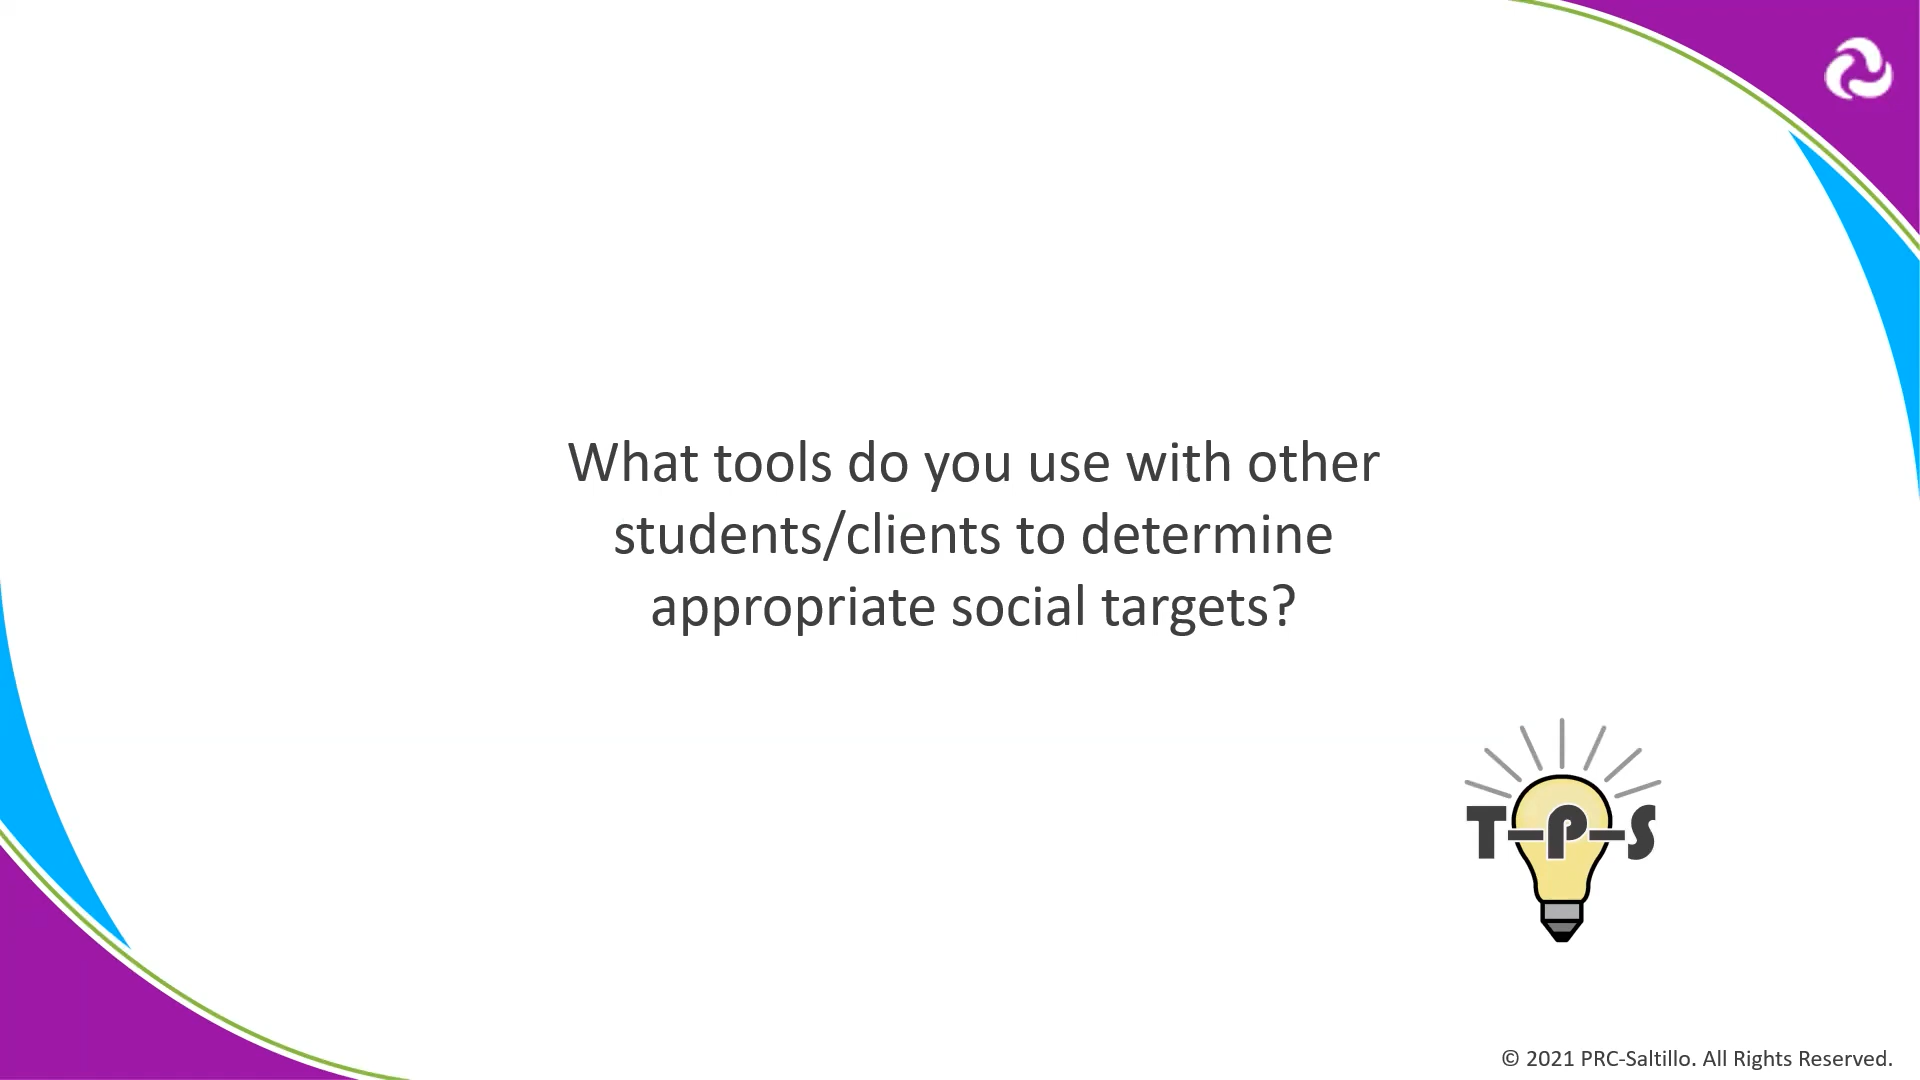 What tools do you use with other
students/clients to determine
appropriate social targets?
T-P-S
© 2021 PRC-Saltillo. All Rights Reserved.